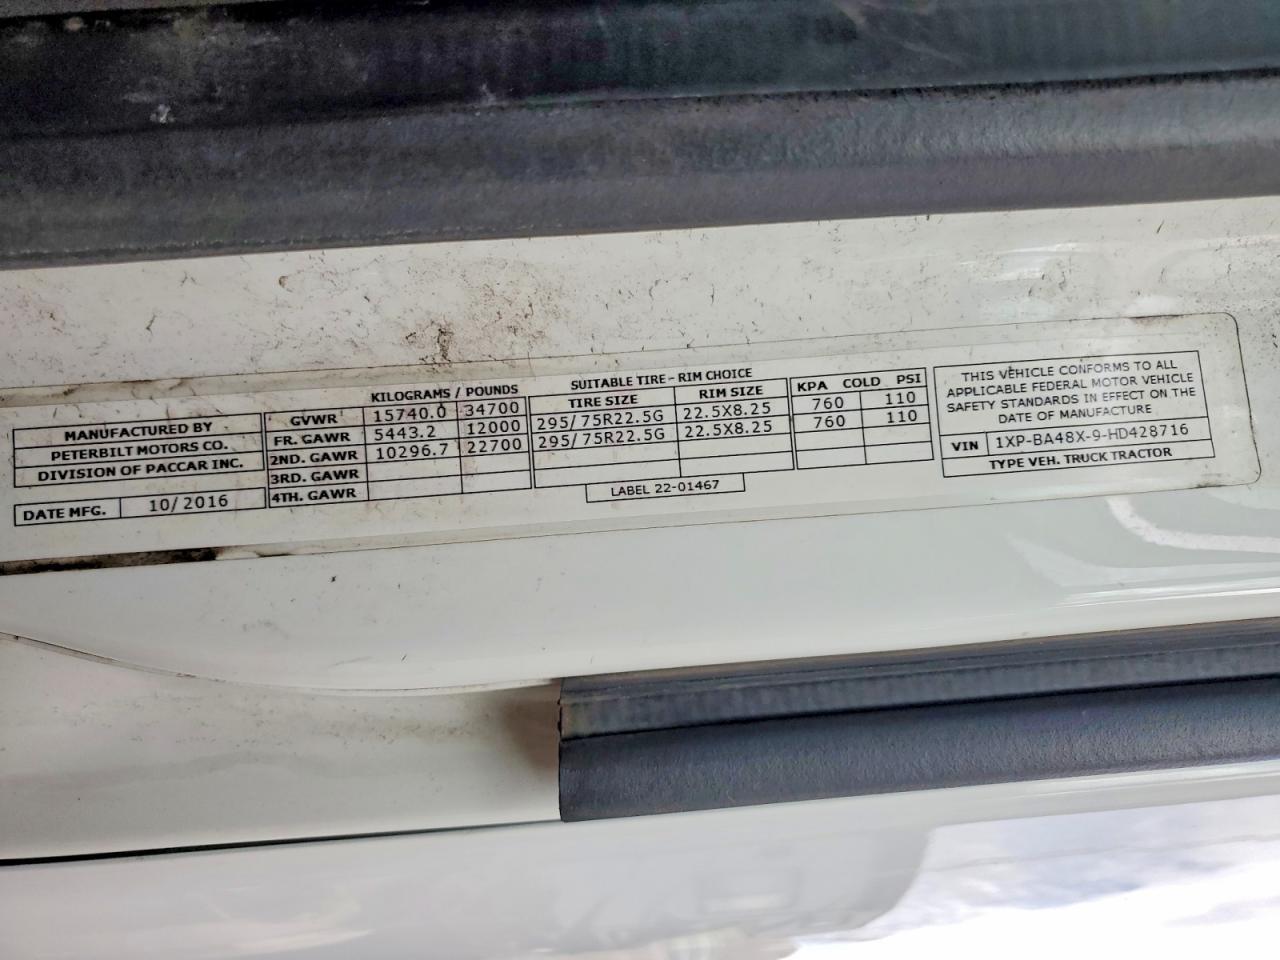 MANUFACTURED BY
PETERBILT MOTORS CO.
DIVISION OF PACCAR INC.
DATE MFG. 10/2016
KILOGRAMS / POUNDS
GVWR 15740.0 34700
FR. GAWR 5443.2 12000
2ND. GAWR 10296.7 22700
3RD. GAWR
4TH. GAWR
SUITABLE TIRE - RIM CHOICE
TIRE SIZE RIM SIZE
295/75R22.5G 22.5X8.25
295/75R22.5G 22.5X8.25
LABEL 22-01467
KPA COLD PSI
760 110
760 110
THIS VEHICLE CONFORMS TO ALL
APPLICABLE FEDERAL MOTOR VEHICLE
SAFETY STANDARDS IN EFFECT ON THE
DATE OF MANUFACTURE
VIN 1XP-BA48X-9-HD428716
TYPE VEH. TRUCK TRACTOR